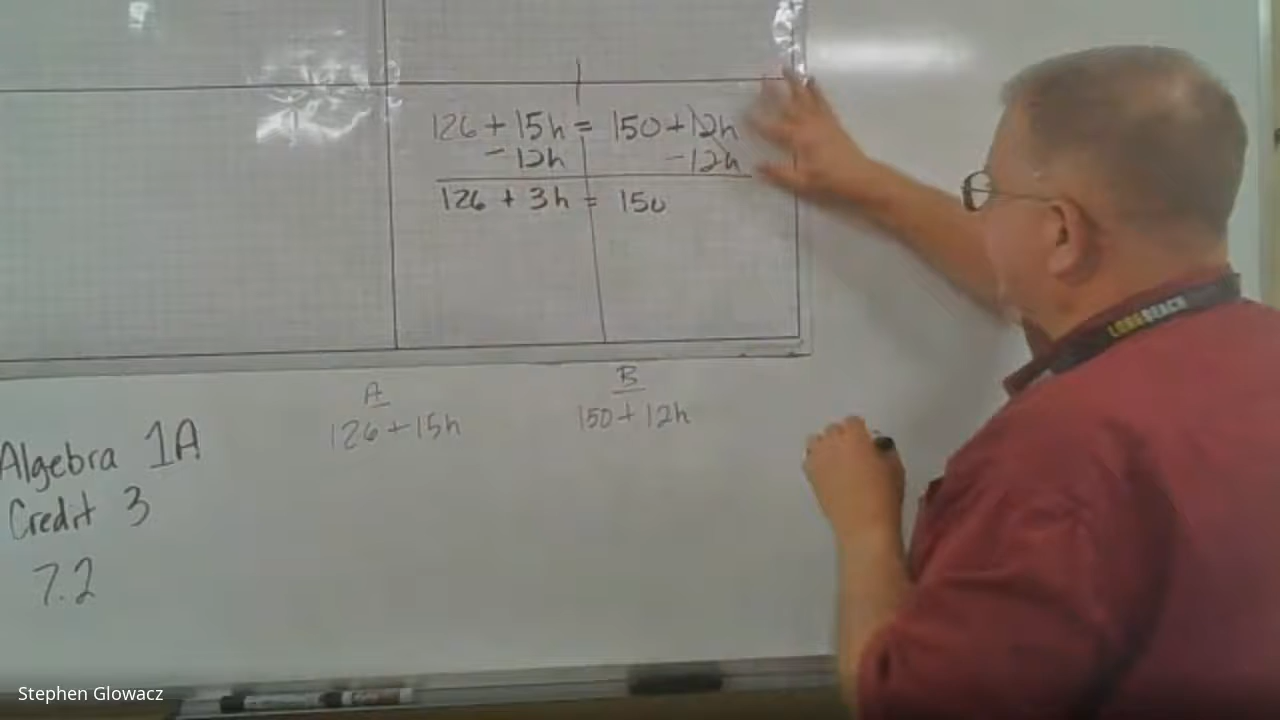 126 + 15h = 150 + 12h
- 12h - 12h
126 + 3h = 150
A B
126 + 15h 150 + 12h
Algebra 1A
Credit 3
7.2
LONG BEACH
Stephen Glowacz